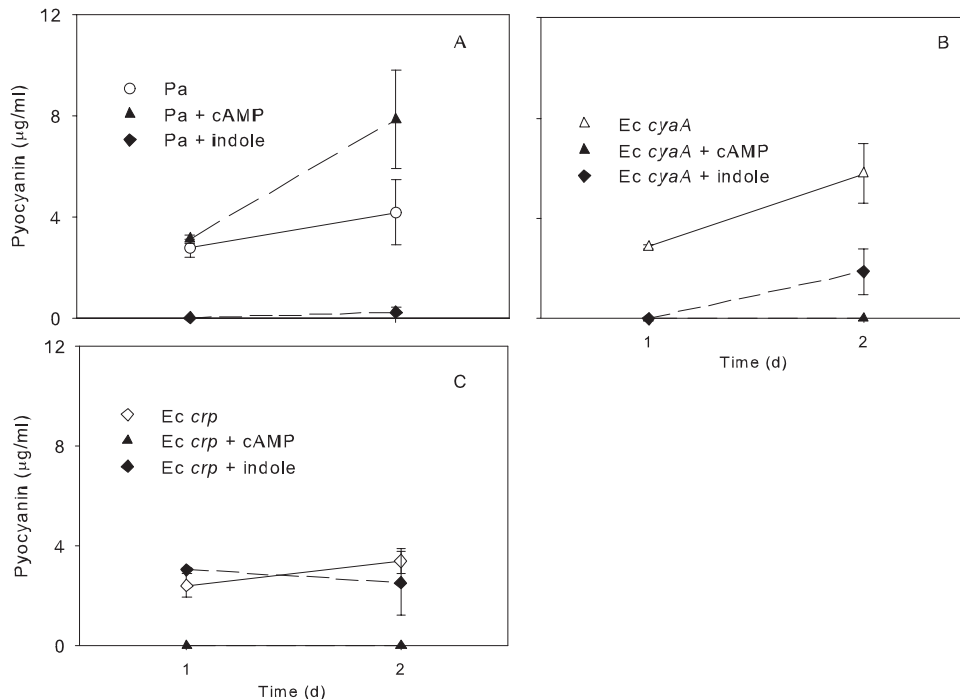 12
A
Pyocyanin (µg/ml)
8
4
0
Pa
Pa + cAMP
Pa + indole
B
Ec cyaA
Ec cyaA + cAMP
Ec cyaA + indole
1
2
Time (d)
12
C
Pyocyanin (µg/ml)
8
4
0
Ec crp
Ec crp + cAMP
Ec crp + indole
1
2
Time (d)